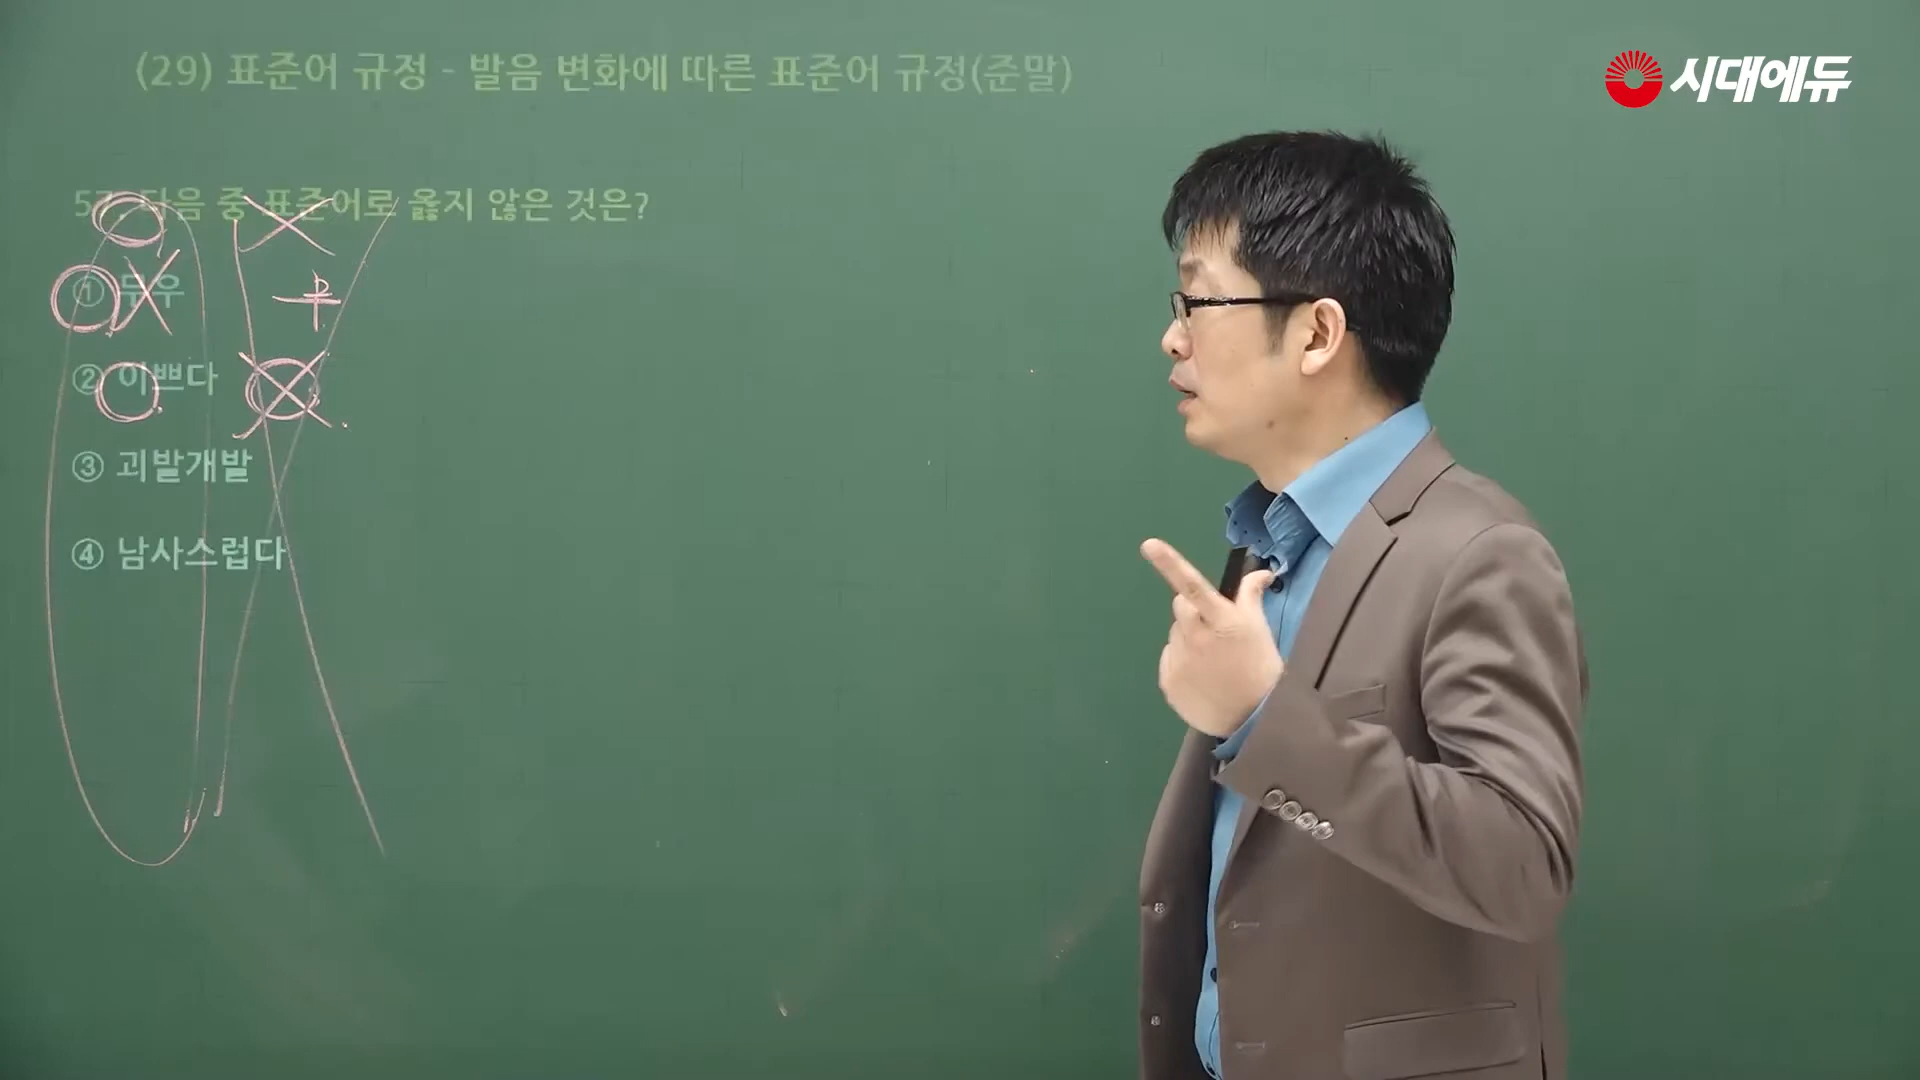 (29) 표준어 규정 - 발음 변화에 따른 표준어 규정(준말)
시대에듀
57. 다음 중 표준어로 옳지 않은 것은?
① 무우
② 이쁘다
③ 괴발개발
④ 남사스럽다
무